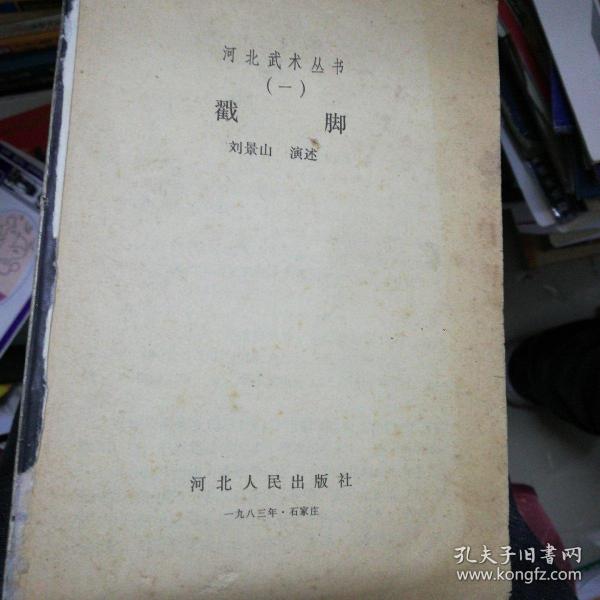 河北武术丛书
(一)
戳 脚
刘景山 演述
河北人民出版社
一九八三年·石家庄
孔夫子旧书网
www.kongfz.com